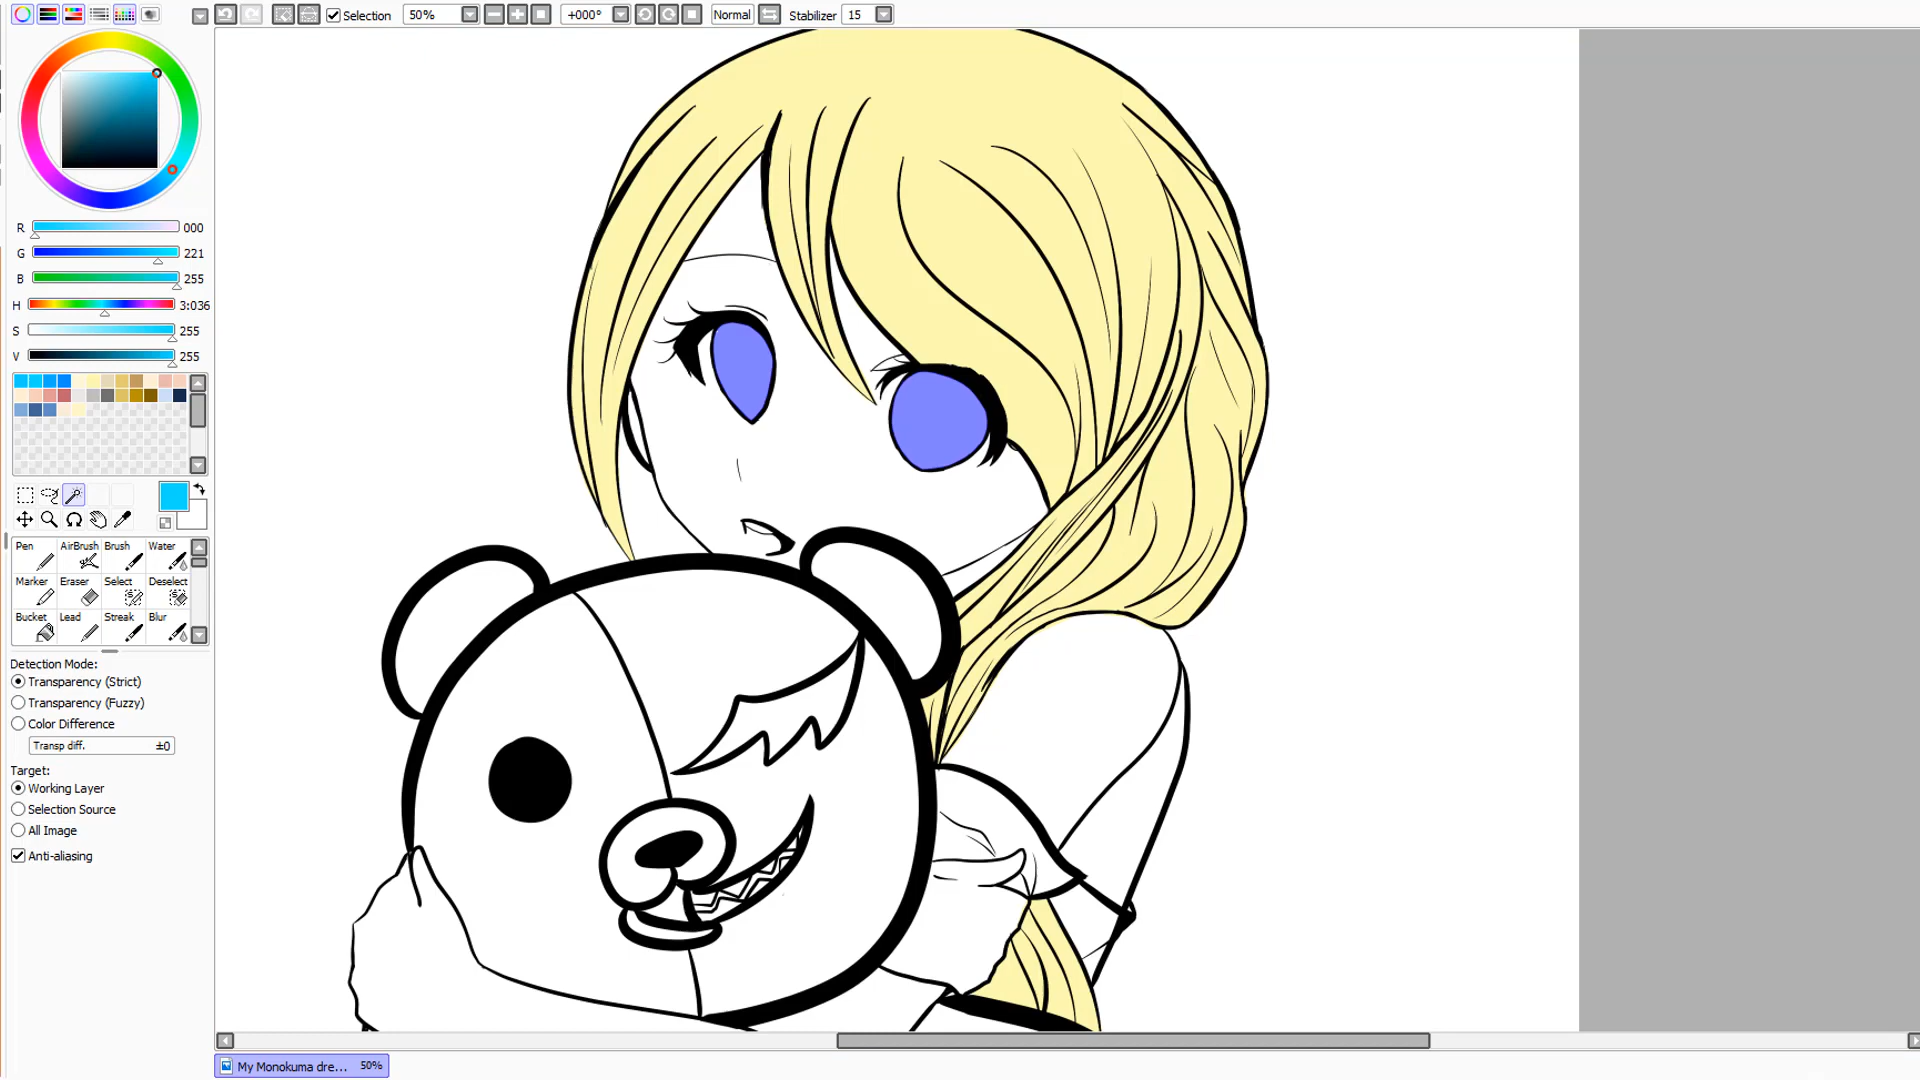 Selection 50% +000° Normal Stabilizer 15
R 000
G 221
B 255
H 3:036
S 255
V 255
Pen AirBrush Brush Water
Marker Eraser Select Deselect
Bucket Lead Streak Blur
Detection Mode:
Transparency (Strict)
Transparency (Fuzzy)
Color Difference
Transp diff. ±0
Target:
Working Layer
Selection Source
All Image
Anti-aliasing
My Monokuma dre... 50%